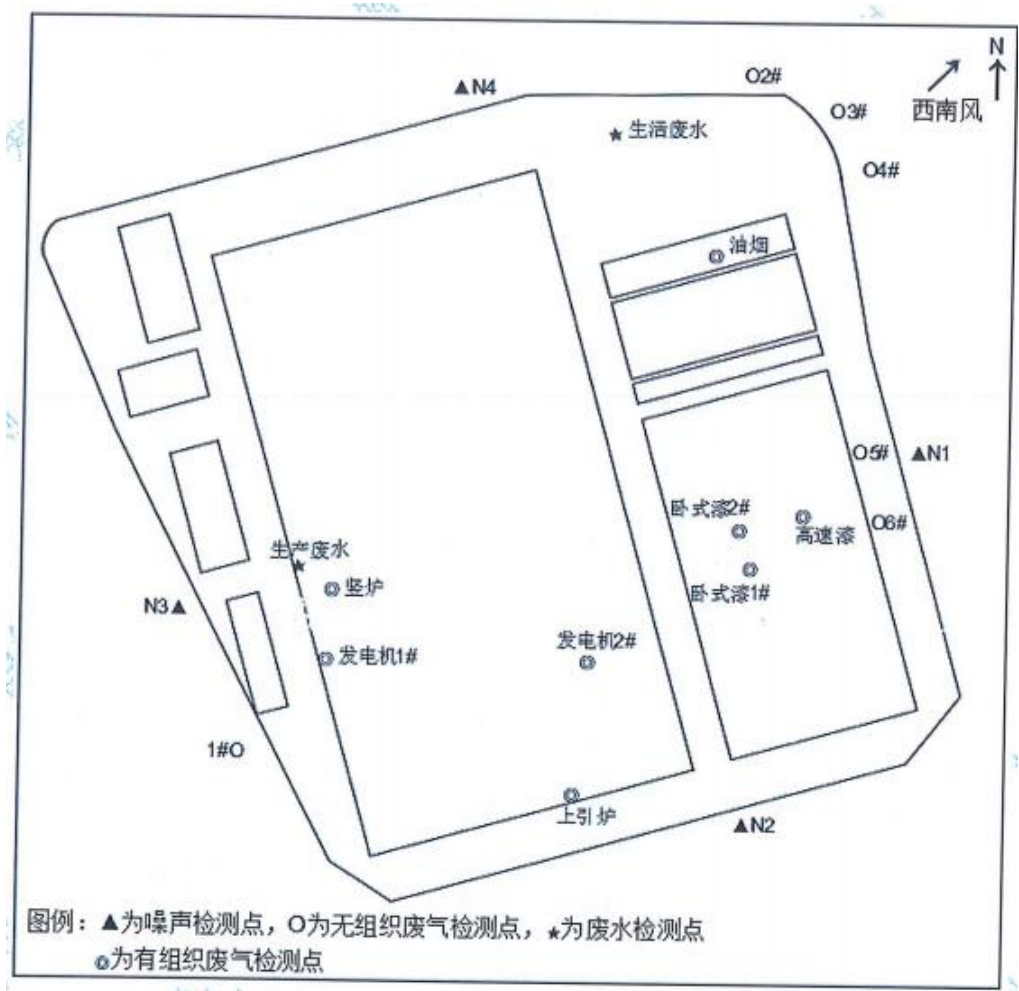 N
▲N4
O2#
O3#
西南风
★生活废水
O4#
◎油烟
O5#
▲N1
卧式漆2#
◎
◎
高速漆
O6#
生产废水
★
◎竖炉
◎
卧式漆1#
N3▲
◎发电机1#
发电机2#
◎
1#O
◎
上引炉
▲N2
图例：▲为噪声检测点，O为无组织废气检测点，★为废水检测点
◎为有组织废气检测点